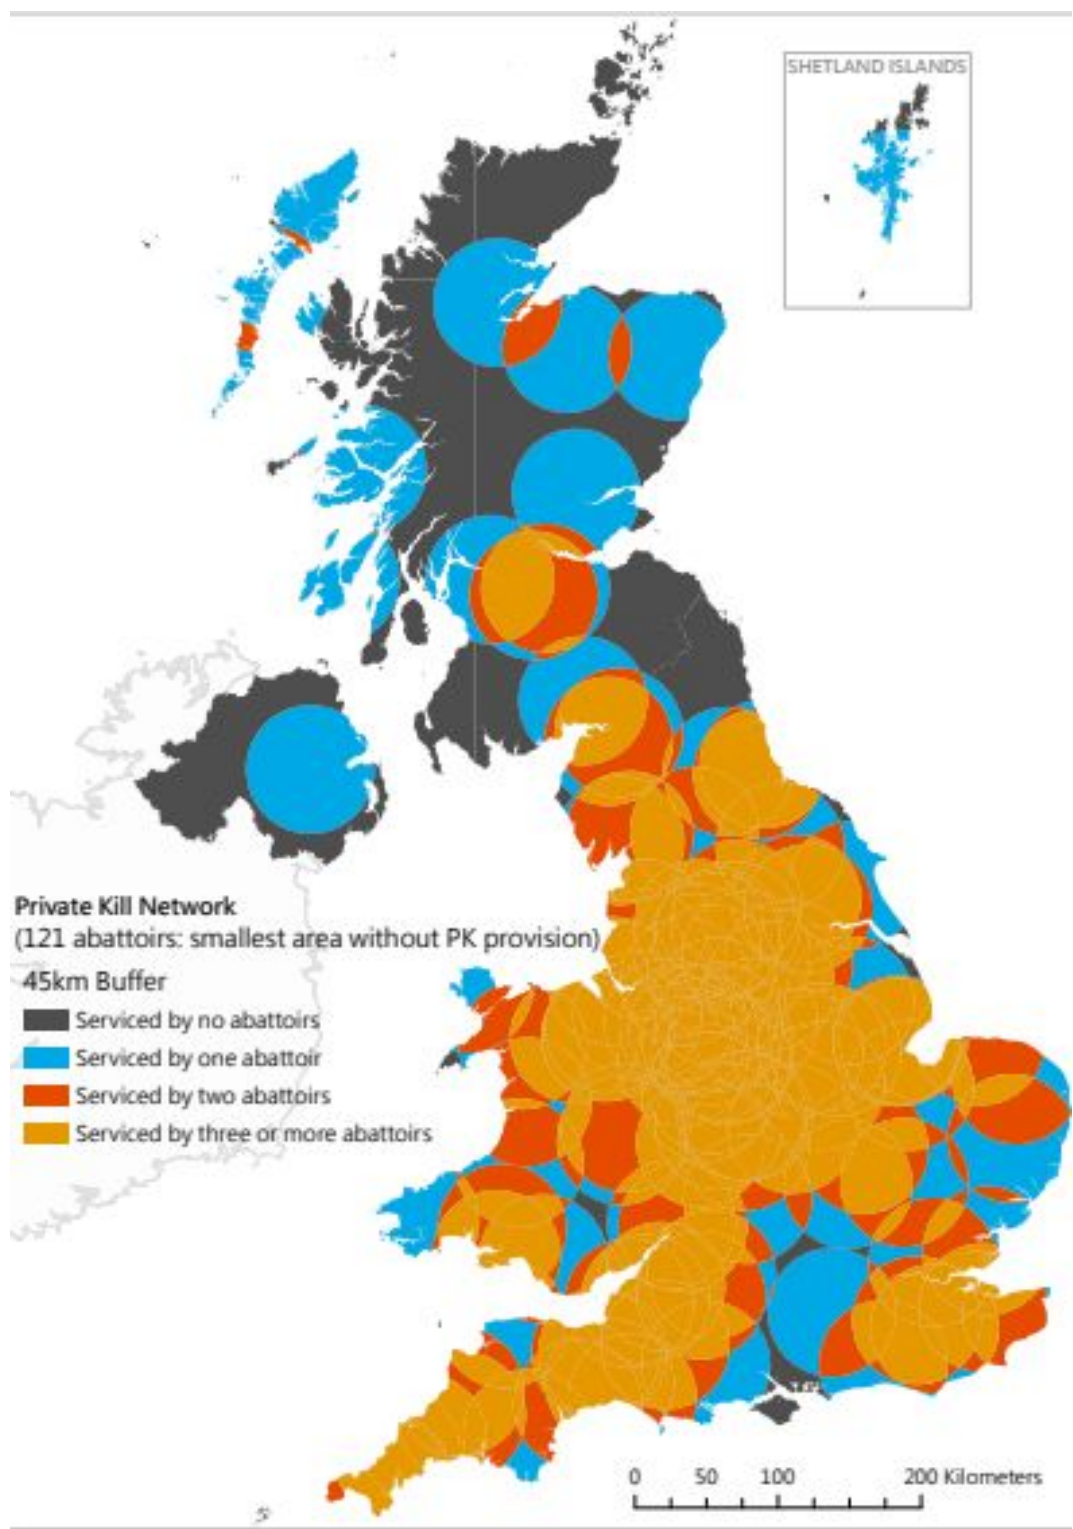 SHETLAND ISLANDS
Private Kill Network
(121 abattoirs: smallest area without PK provision)
45km Buffer
Serviced by no abattoirs
Serviced by one abattoir
Serviced by two abattoirs
Serviced by three or more abattoirs
0 50 100 200 Kilometers